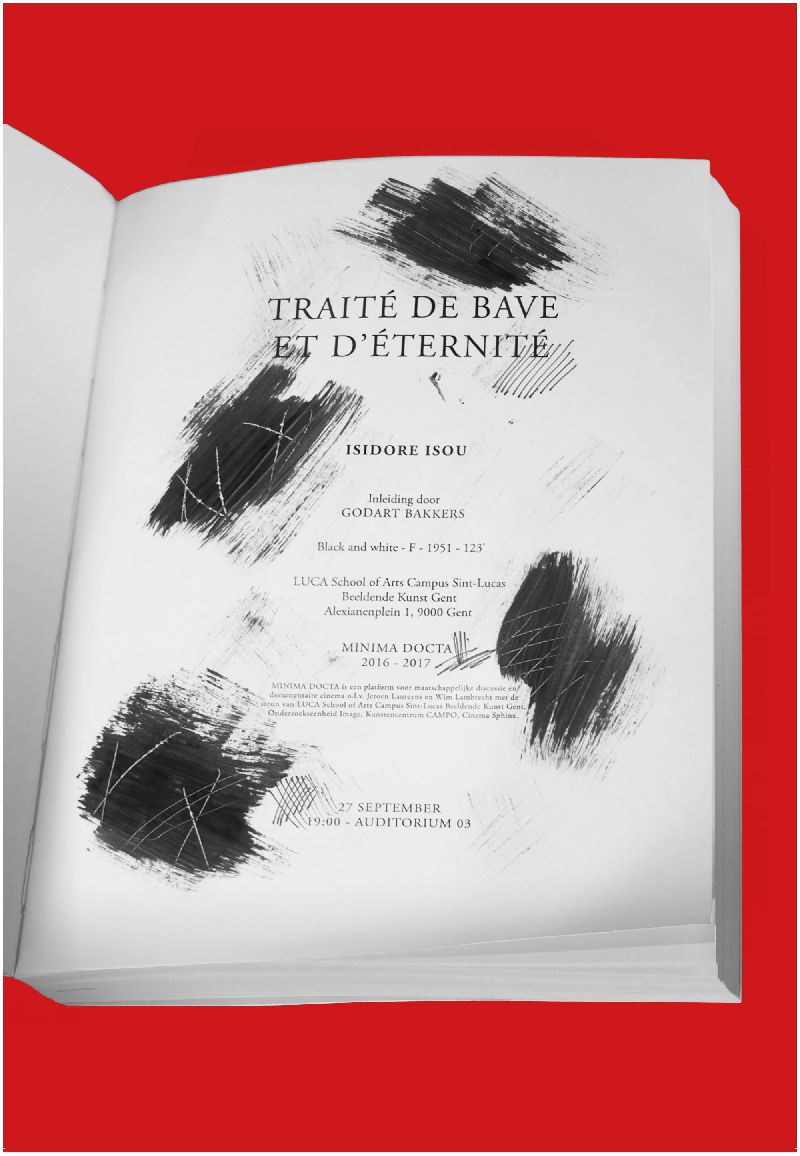 TRAITÉ DE BAVE
ET D'ÉTERNITÉ
ISIDORE ISOU
Inleiding door
GODART BAKKERS
Black and white - F - 1951 - 123'
LUCA School of Arts Campus Sint-Lucas
Beeldende Kunst Gent
Alexianenplein 1, 9000 Gent
MINIMA DOCTA
2016 - 2017
MINIMA DOCTA is een platform voor maatschappelijke discussie en/
documentaire cinema o.l.v. Jeroen Laureyns en Wim Lambrecht met de
steun van LUCA School of Arts Campus Sint-Lucas Beeldende Kunst Gent,
Onderzoekseenheid Image, Kunstencentrum CAMPO, Cinema Sphinx.
27 SEPTEMBER
19:00 - AUDITORIUM 03